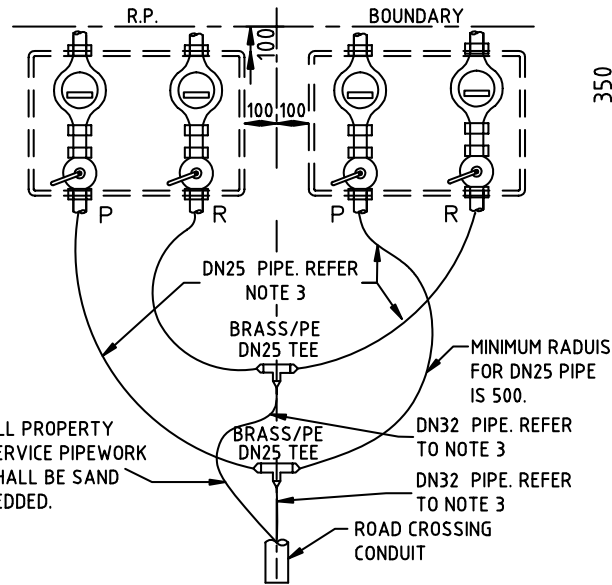 R.P. BOUNDARY
100
350
100 100
P R P R
DN25 PIPE. REFER
NOTE 3
BRASS/PE
DN25 TEE
MINIMUM RADUIS
FOR DN25 PIPE
IS 500.
LL PROPERTY
ERVICE PIPEWORK
HALL BE SAND
EDDED.
BRASS/PE
DN25 TEE
DN32 PIPE. REFER
TO NOTE 3
DN32 PIPE. REFER
TO NOTE 3
ROAD CROSSING
CONDUIT